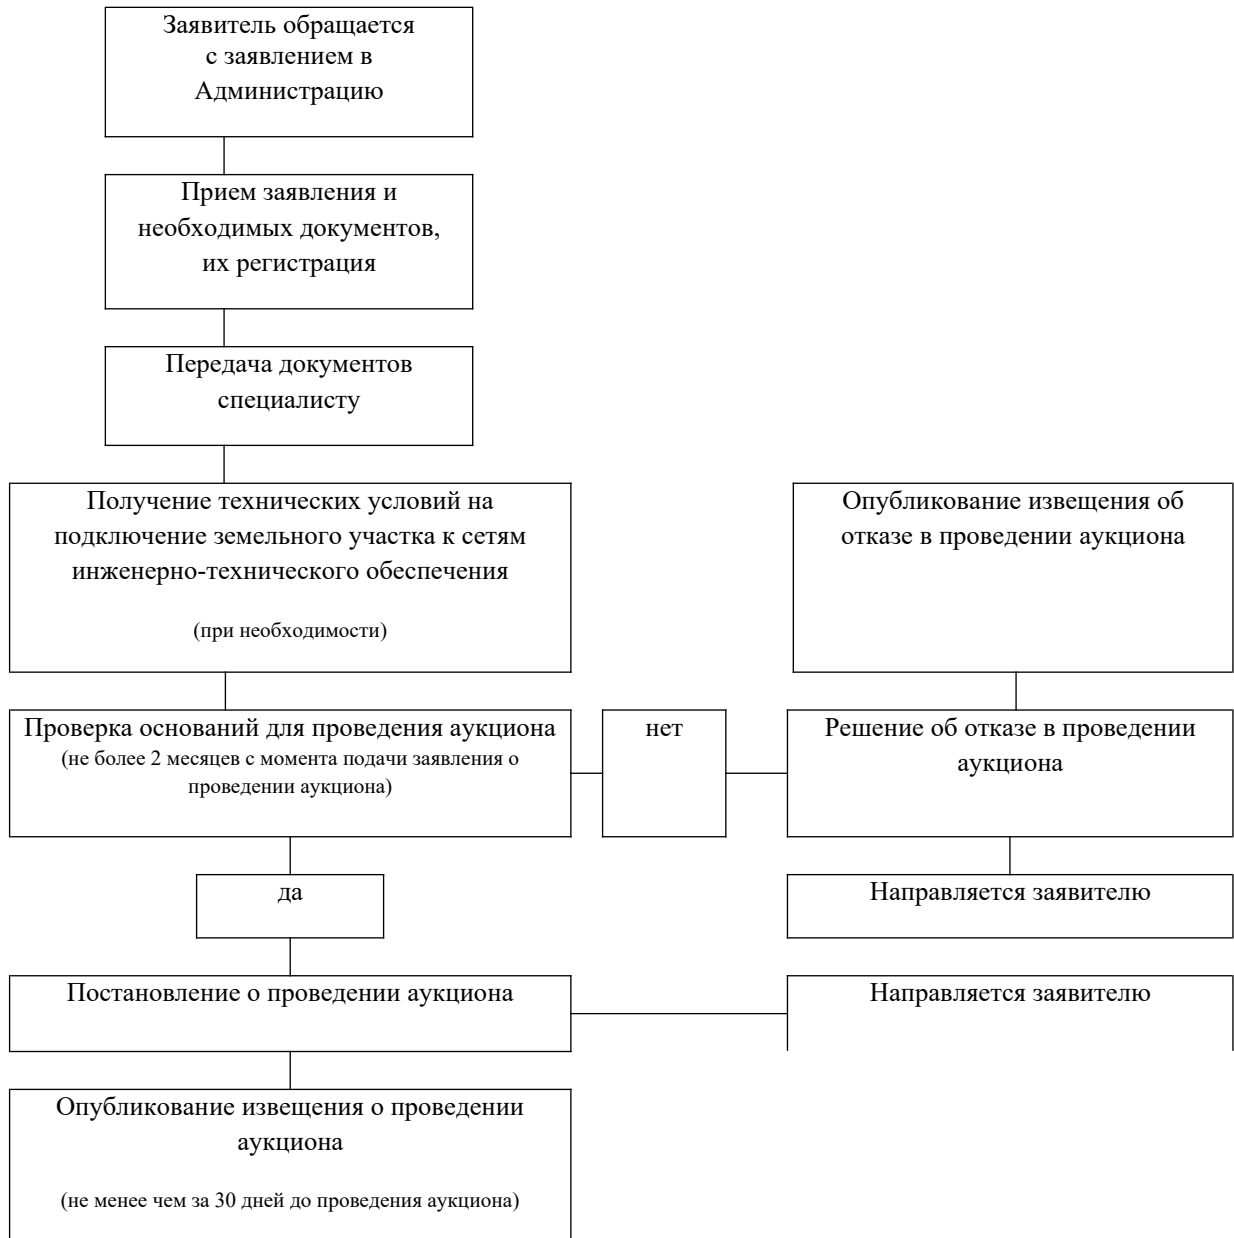 Заявитель обращается
с заявлением в
Администрацию
Прием заявления и
необходимых документов,
их регистрация
Передача документов
специалисту
Получение технических условий на
подключение земельного участка к сетям
инженерно-технического обеспечения
(при необходимости)
Опубликование извещения об
отказе в проведении аукциона
Проверка оснований для проведения аукциона
(не более 2 месяцев с момента подачи заявления о
проведении аукциона)
нет
Решение об отказе в проведении
аукциона
да
Направляется заявителю
Постановление о проведении аукциона
Направляется заявителю
Опубликование извещения о проведении
аукциона
(не менее чем за 30 дней до проведения аукциона)